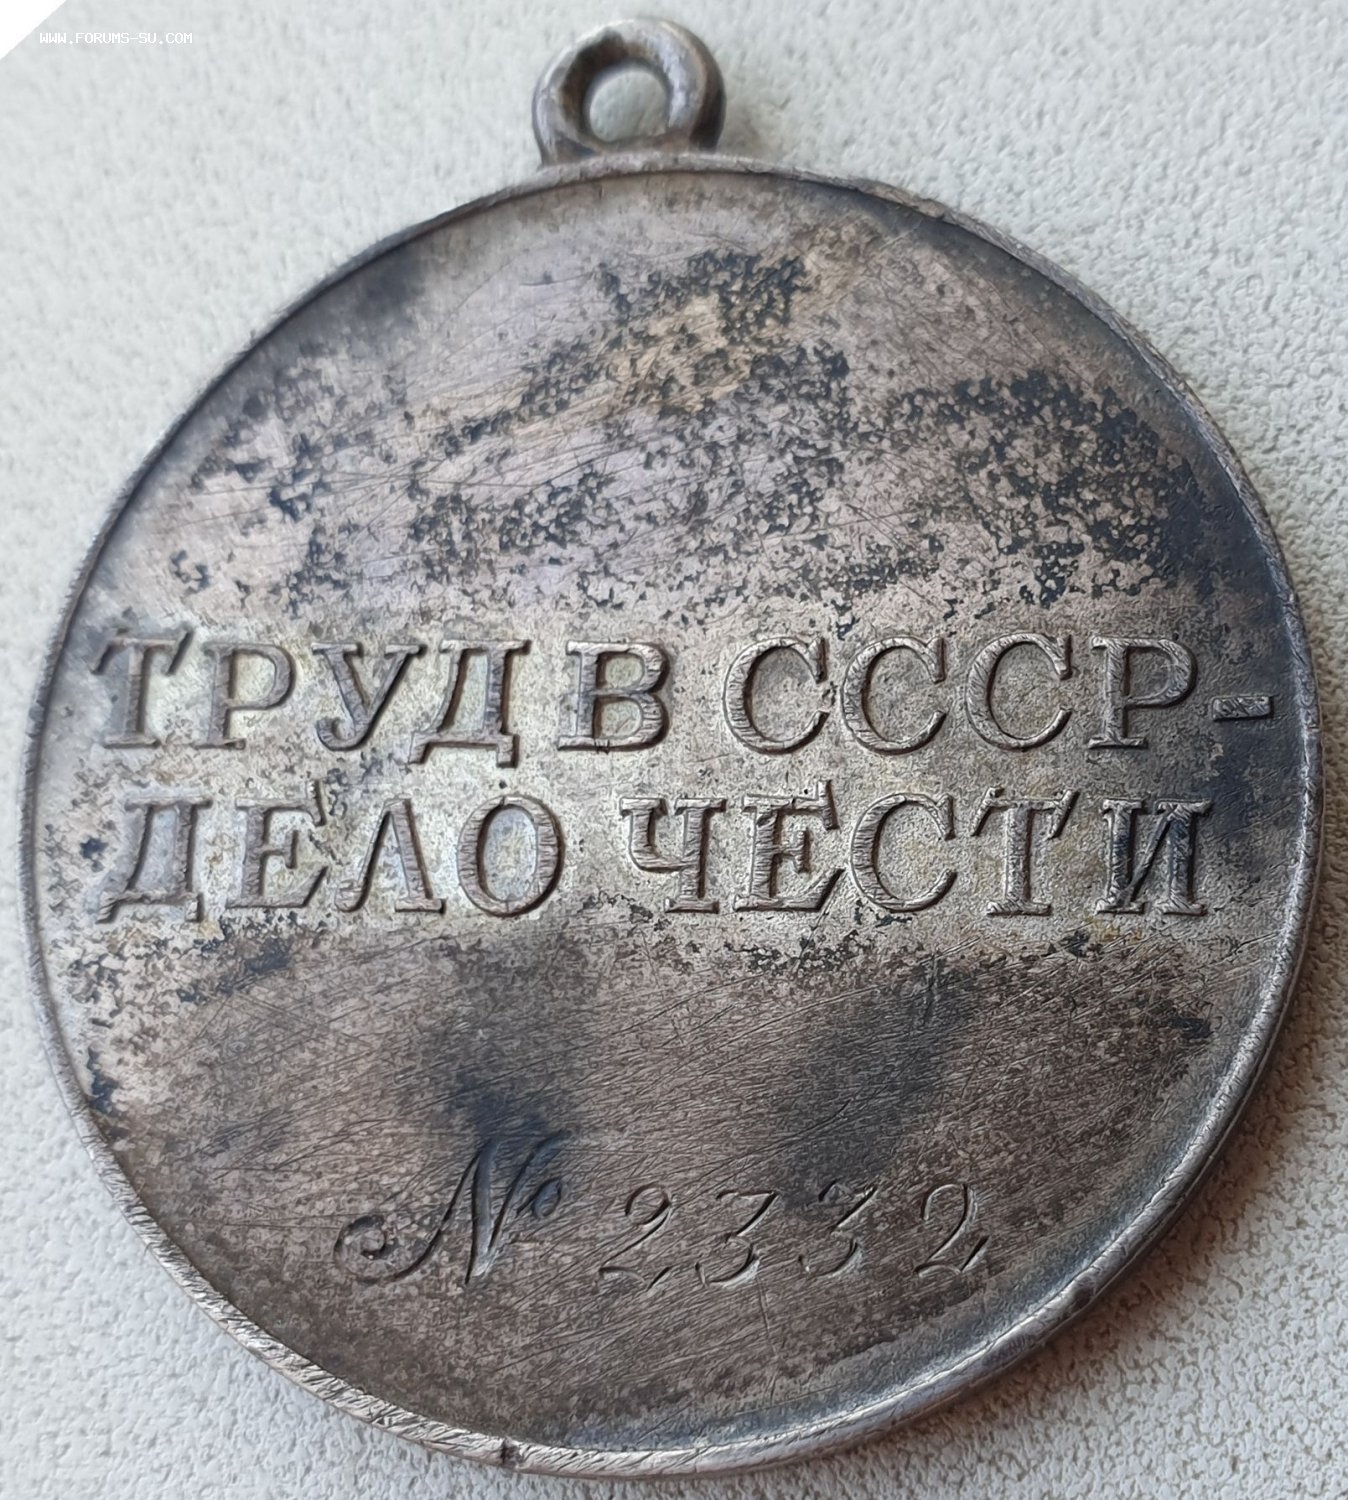 WWW.FORUMS-SU.COM
ТРУД В СССР-
ДЕЛО ЧЕСТИ
№ 2332